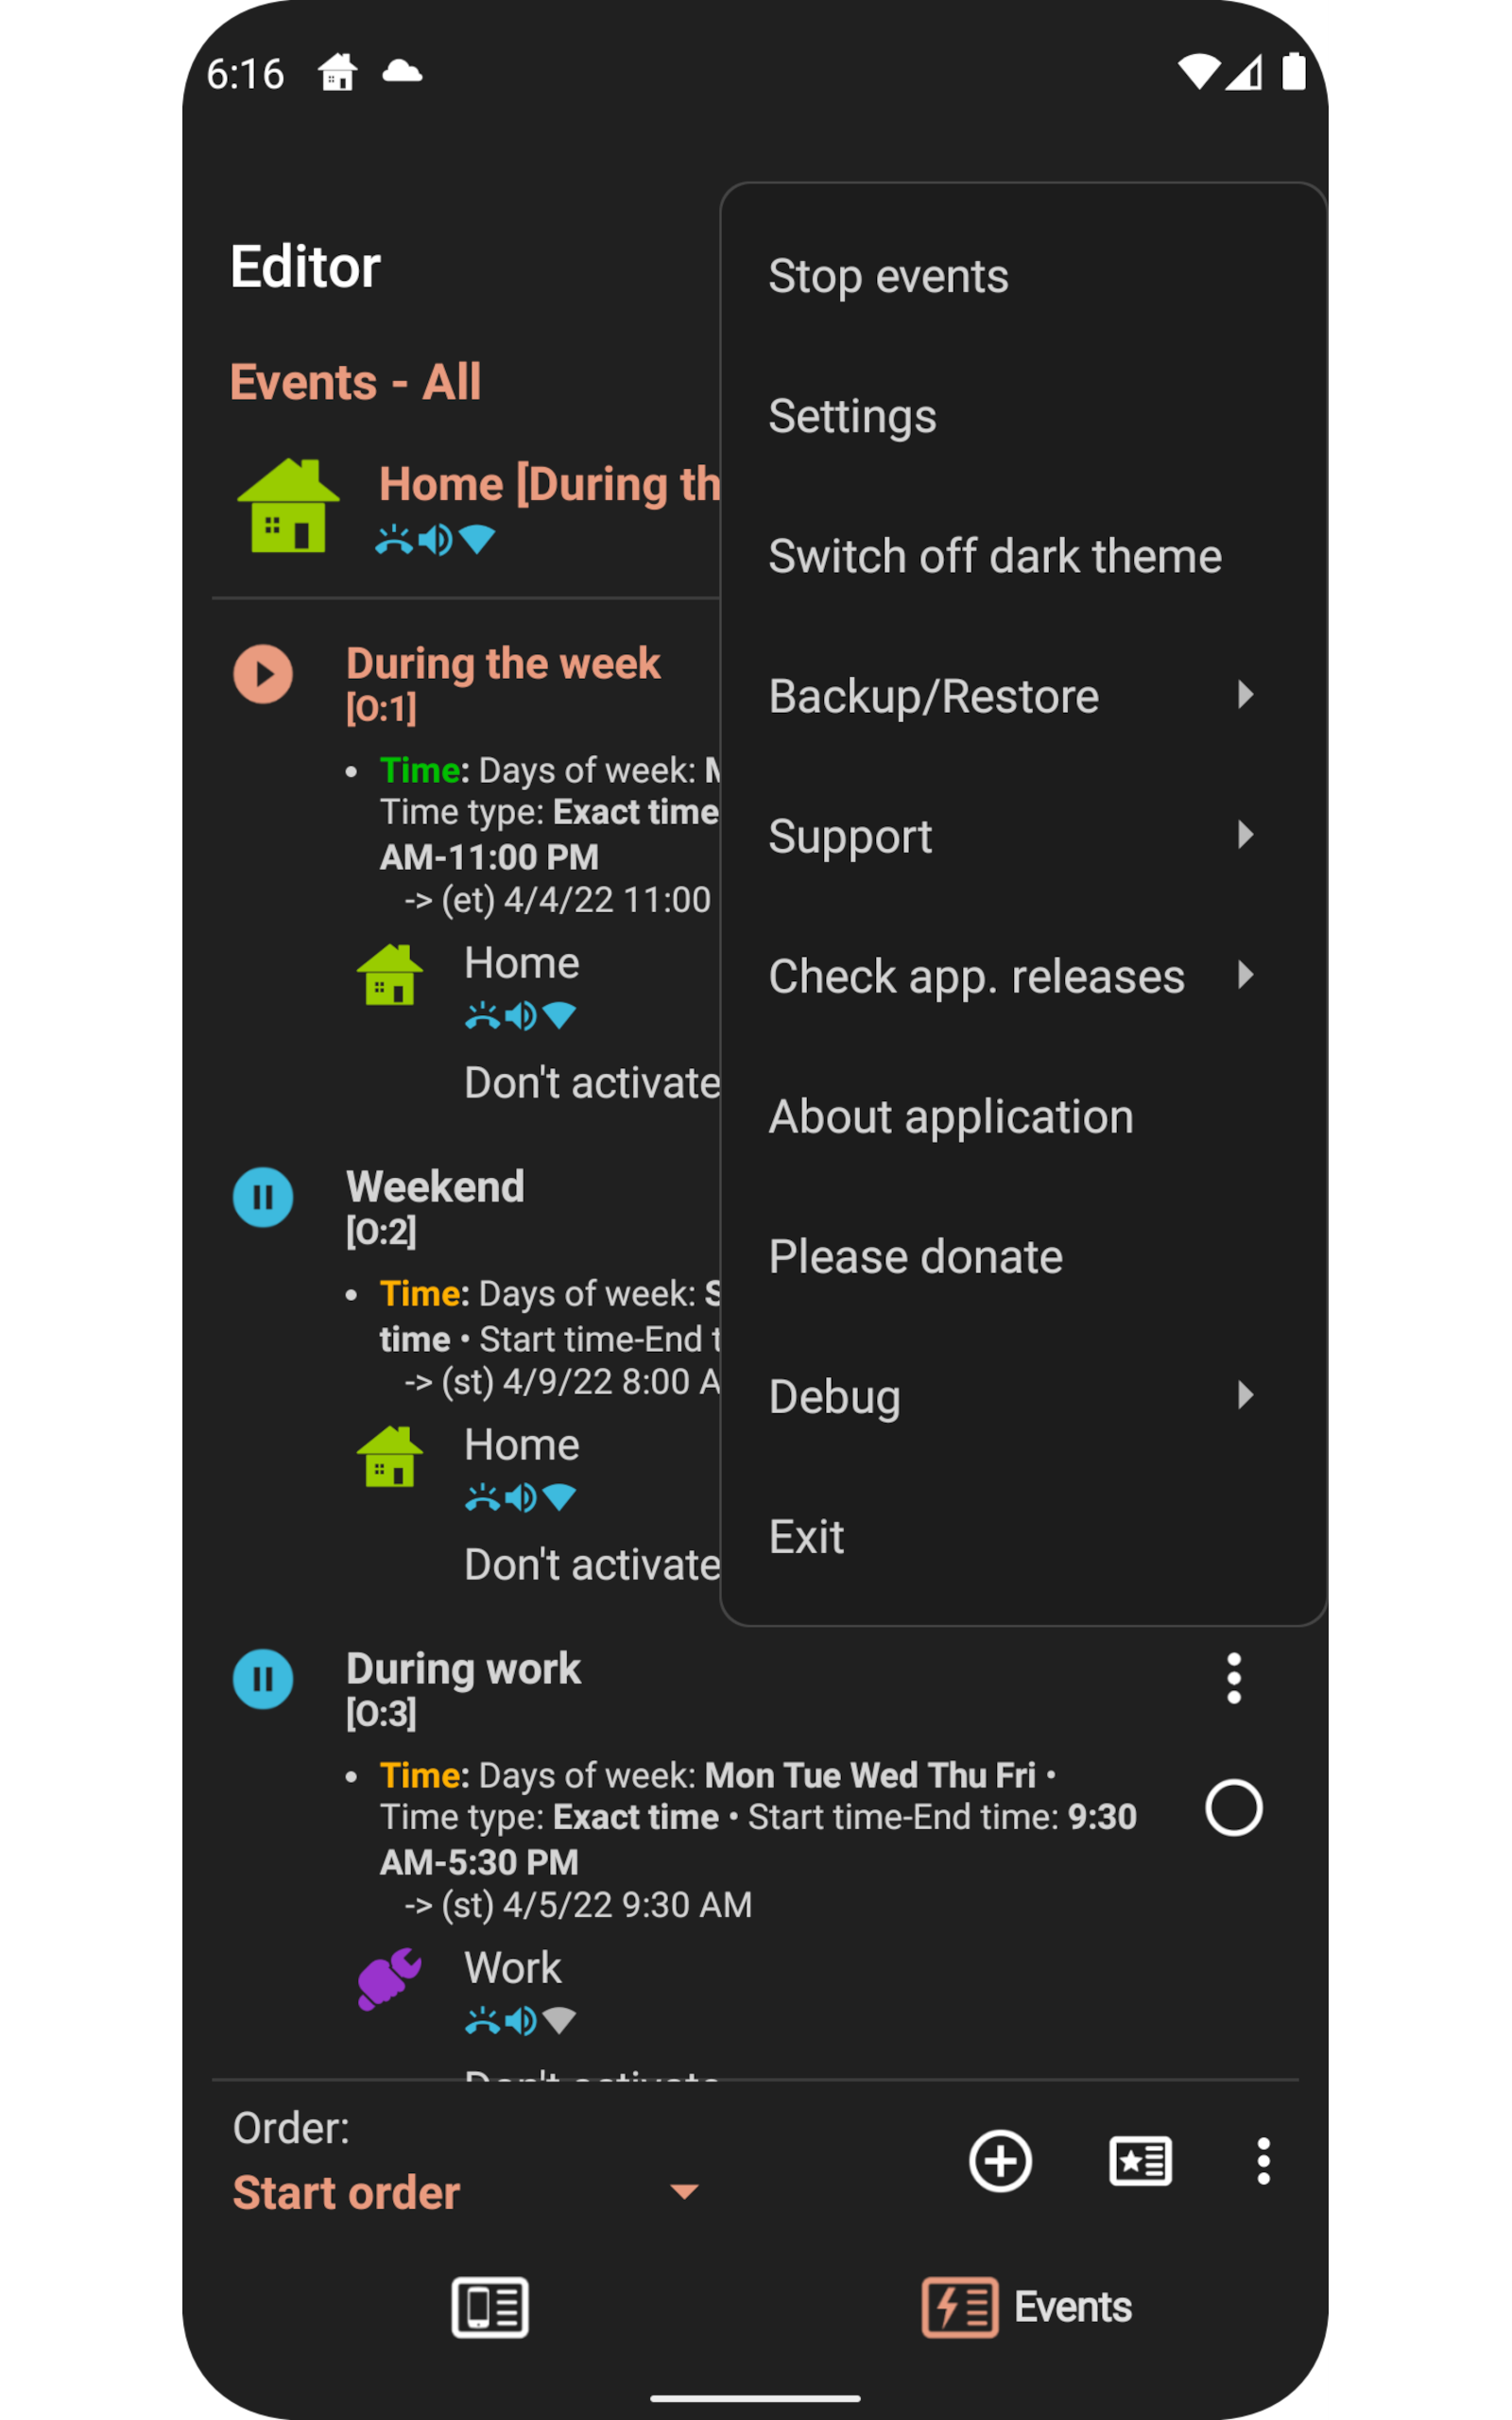 6:16
Editor
Events - All
Home [During th
During the week
[O:1]
• Time: Days of week:
Time type: Exact time
AM-11:00 PM
-> (et) 4/4/22 11:00
Home
Don't activate
Weekend
[O:2]
• Time: Days of week: S
time • Start time-End t
-> (st) 4/9/22 8:00 A
Home
Don't activate
During work
[O:3]
• Time: Days of week: Mon Tue Wed Thu Fri •
Time type: Exact time • Start time-End time: 9:30
AM-5:30 PM
-> (st) 4/5/22 9:30 AM
Work
Don't activate
Stop events
Settings
Switch off dark theme
Backup/Restore
Support
Check app. releases
About application
Please donate
Debug
Exit
Order:
Start order
Events